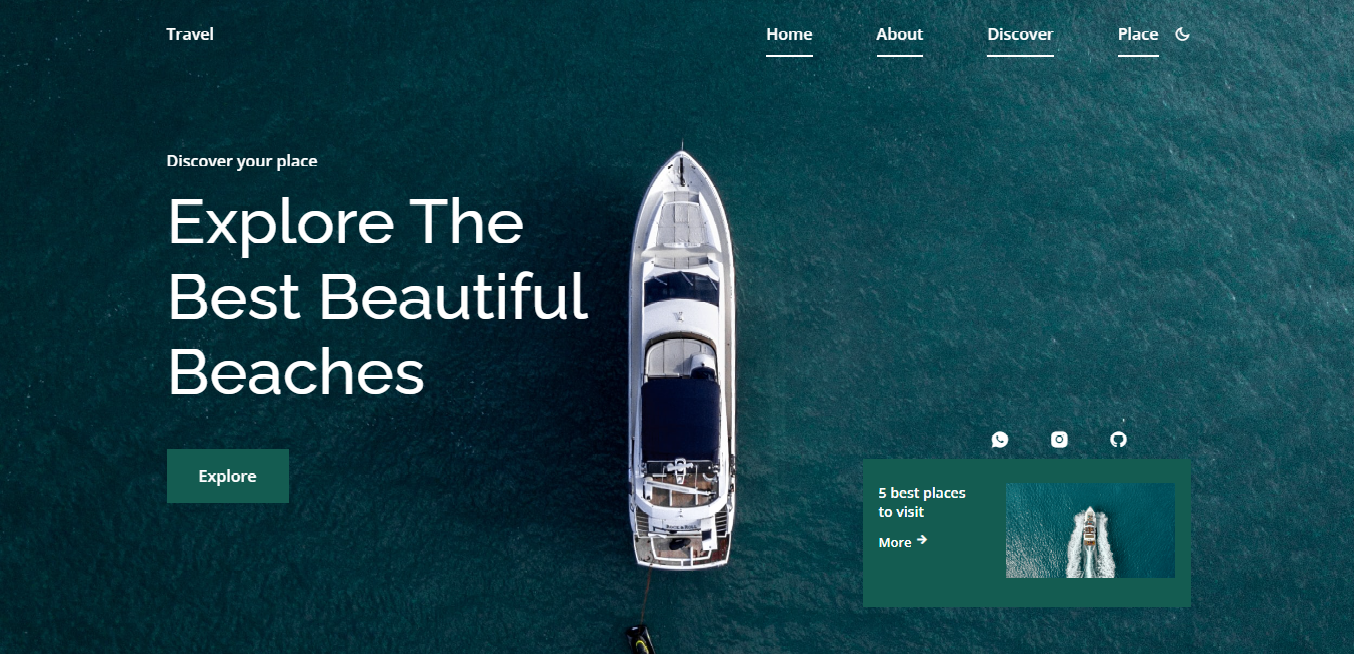 Travel
Home
About
Discover
Place
Discover your place
Explore The
Best Beautiful
Beaches
Explore
5 best places
to visit
More